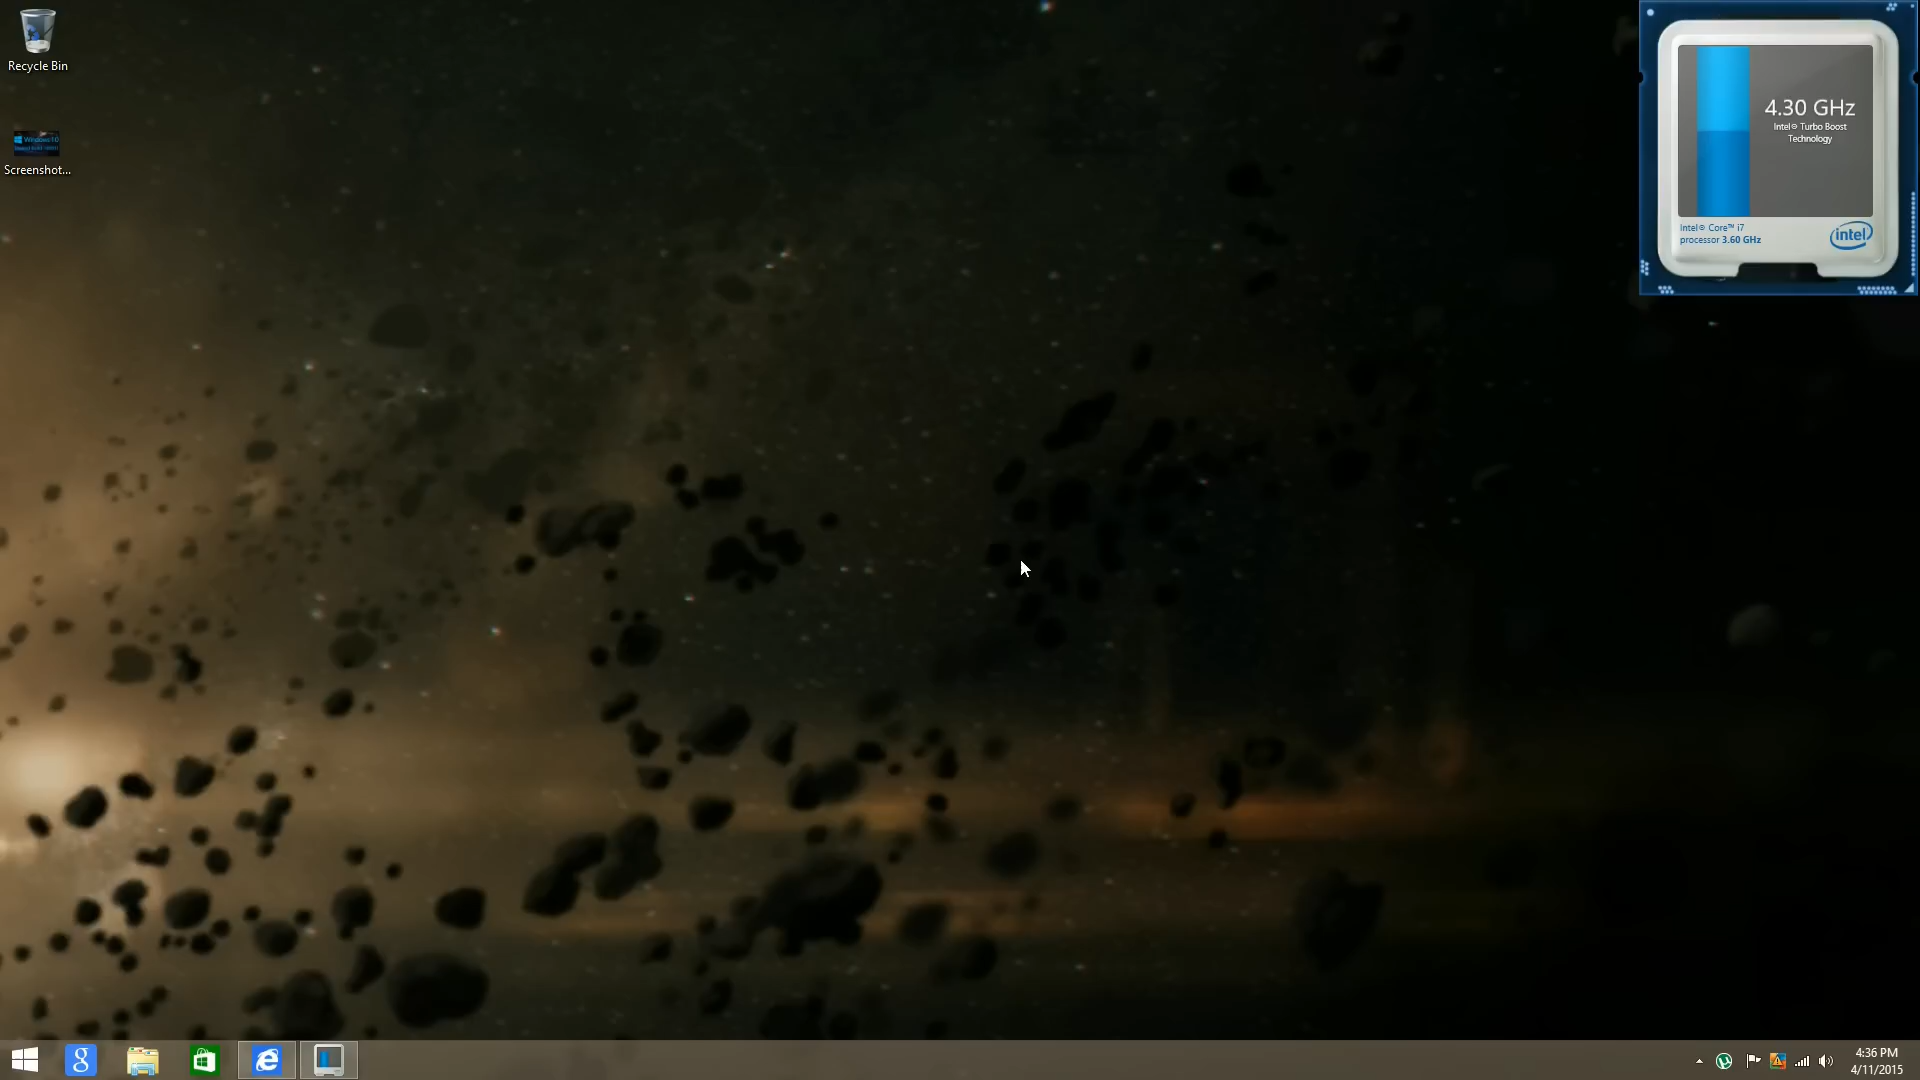 Recycle Bin
Screenshot...
4.30 GHz
Intel® Turbo Boost
Technology
Intel® Core™ i7
processor 3.60 GHz
intel
4:36 PM
4/11/2015